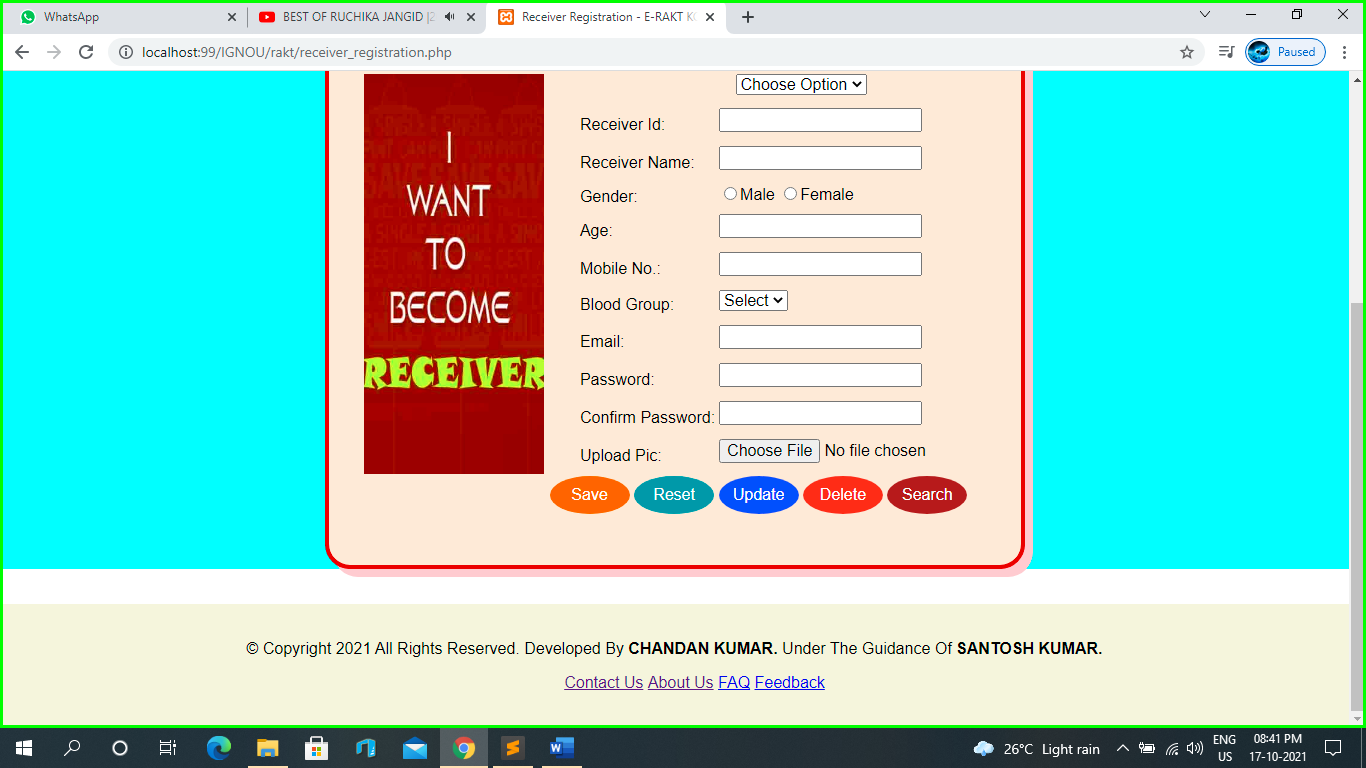 WhatsApp
BEST OF RUCHIKA JANGID |2
Receiver Registration - E-RAKT K
localhost:99/IGNOU/rakt/receiver_registration.php
Paused
Choose Option
I
WANT
TO
BECOME
RECEIVER
Receiver Id:
Receiver Name:
Gender: Male Female
Age:
Mobile No.:
Blood Group: Select
Email:
Password:
Confirm Password:
Upload Pic: Choose File No file chosen
Save Reset Update Delete Search
© Copyright 2021 All Rights Reserved. Developed By CHANDAN KUMAR. Under The Guidance Of SANTOSH KUMAR.
Contact Us About Us FAQ Feedback
26°C Light rain
ENG
US
08:41 PM
17-10-2021